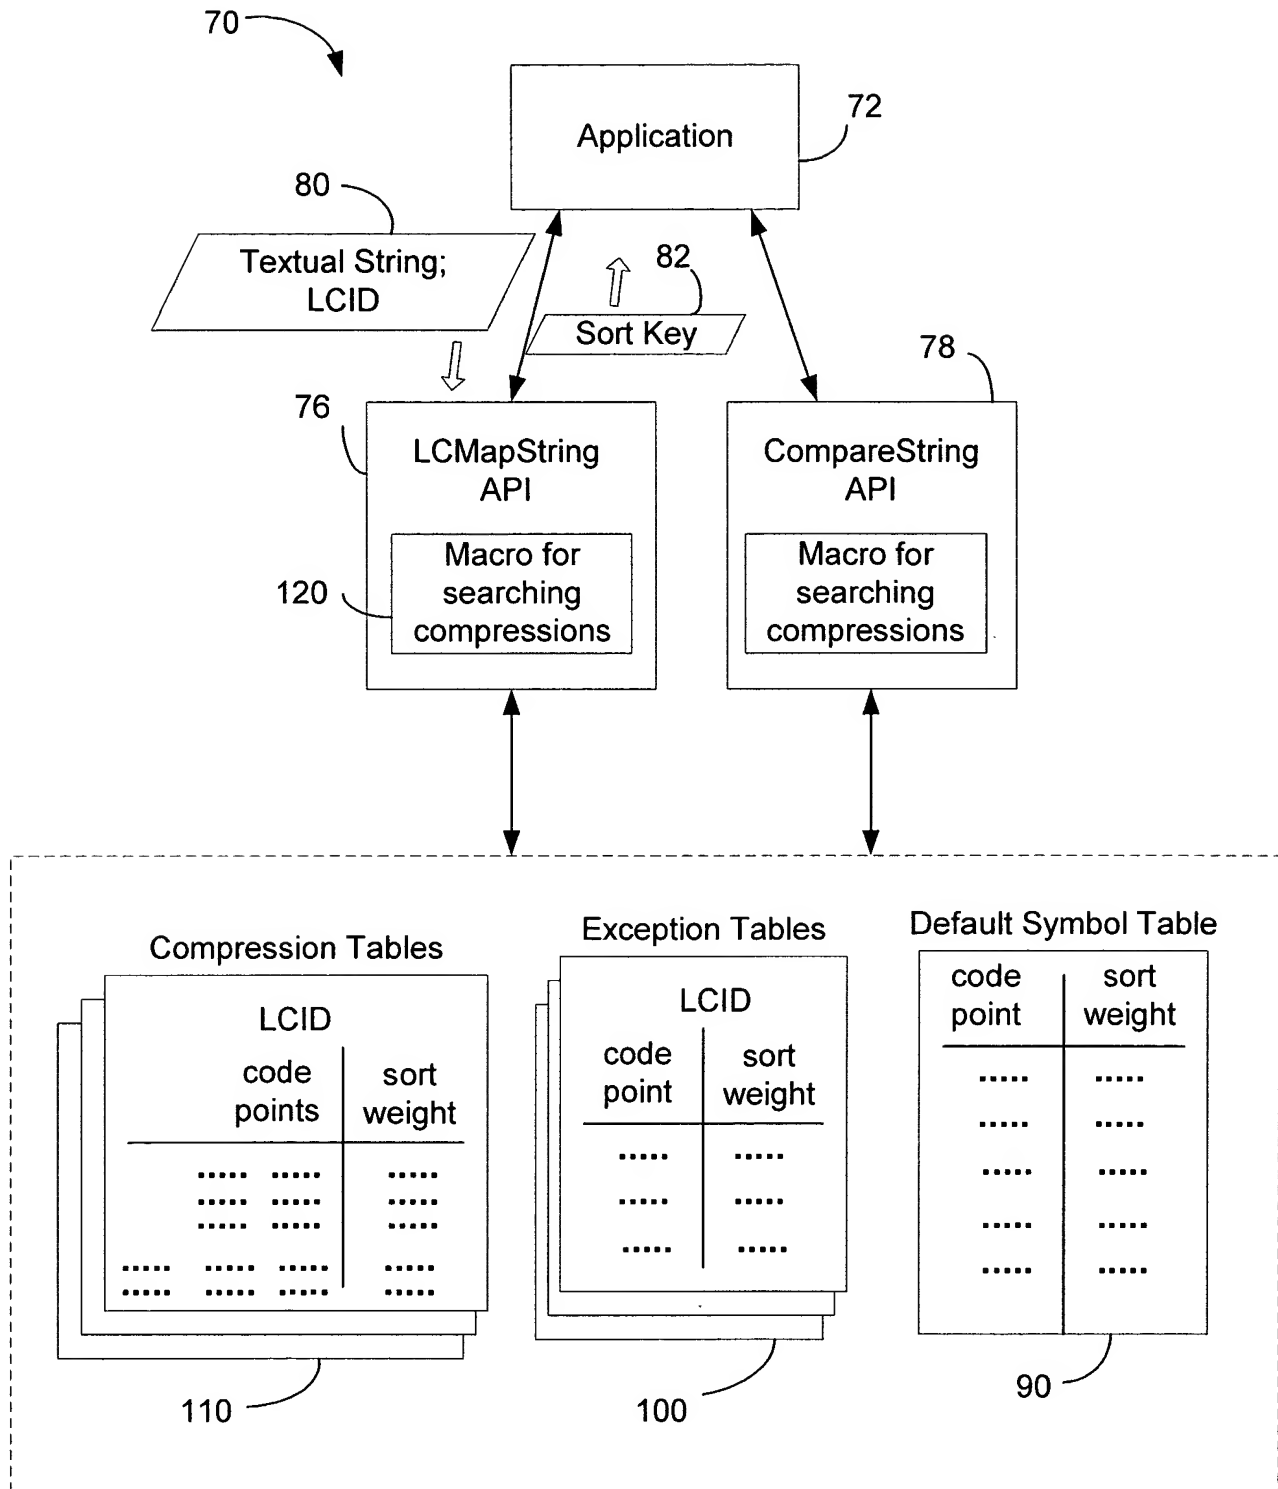 70
Application
72
80
Textual String;
LCID
82
Sort Key
78
76
LCMapString
API
CompareString
API
Macro for
searching
compressions
120
Macro for
searching
compressions
Compression Tables
Exception Tables
Default Symbol Table
LCID
code
points
sort
weight
LCID
code
point
sort
weight
code
point
sort
weight
110
100
90